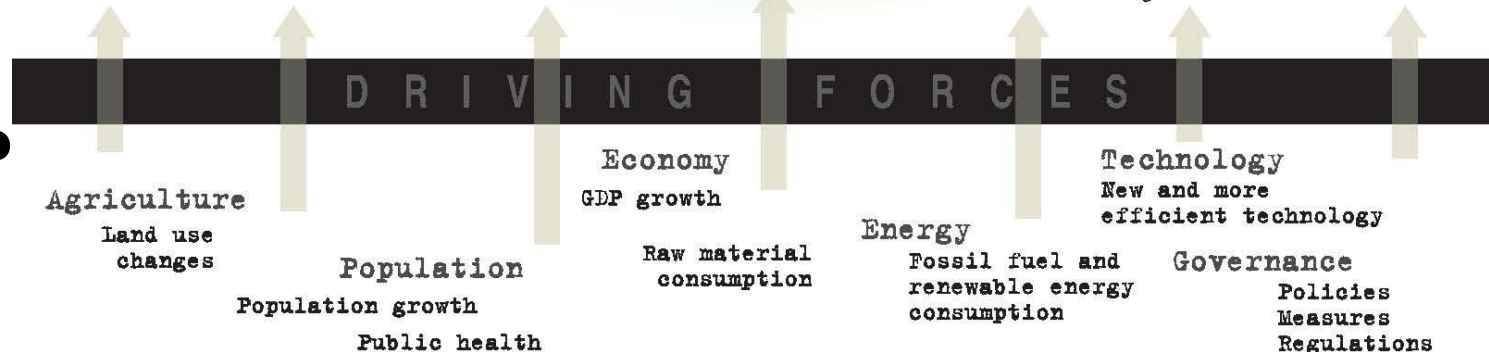 DRIVING FORCES
Agriculture
Land use
changes
Population
Population growth
Public health
Economy
GDP growth
Raw material
consumption
Energy
Fossil fuel and
renewable energy
consumption
Technology
New and more
efficient technology
Governance
Policies
Measures
Regulations